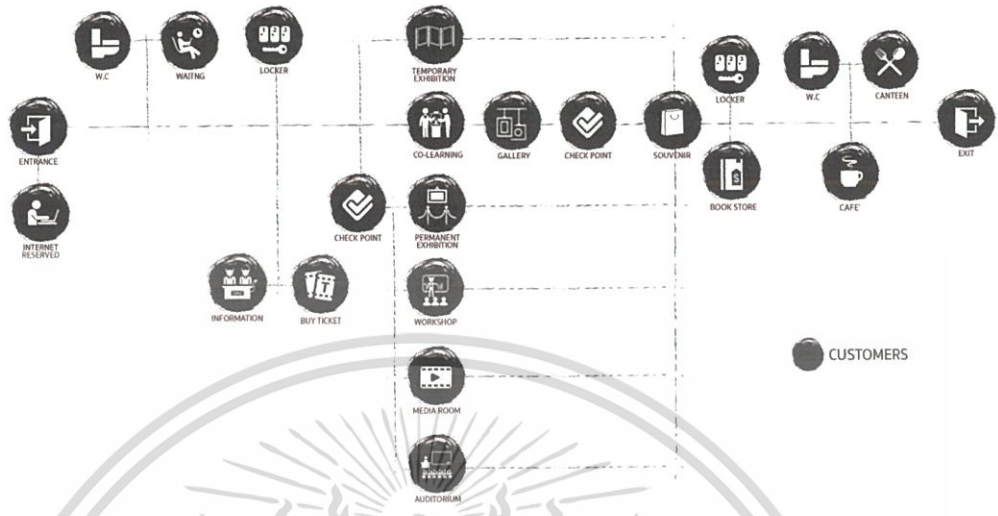 W.C
WAITNG
LOCKER
TEMPORARY
EXHIBITION
LOCKER
W.C
CANTEEN
ENTRANCE
CO-LEARNING
GALLERY
CHECK POINT
SOUVENIR
EXIT
INTERNET
RESERVED
CHECK POINT
PERMANENT
EXHIBITION
BOOK STORE
CAFE'
INFORMATION
BUY TICKET
WORKSHOP
CUSTOMERS
MEDIA ROOM
AUDITORIUM